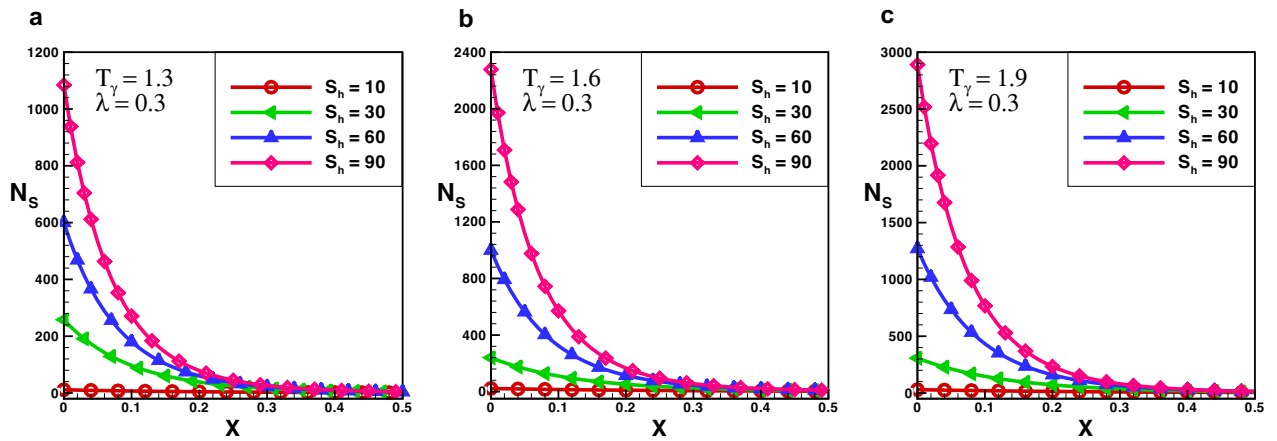 a
T_γ = 1.3
λ = 0.3
S_h = 10
S_h = 30
S_h = 60
S_h = 90
N_S
1200
1000
800
600
400
200
0
0 0.1 0.2 0.3 0.4 0.5
X
b
T_γ = 1.6
λ = 0.3
S_h = 10
S_h = 30
S_h = 60
S_h = 90
N_S
2400
2000
1600
1200
800
400
0
0 0.1 0.2 0.3 0.4 0.5
X
c
T_γ = 1.9
λ = 0.3
S_h = 10
S_h = 30
S_h = 60
S_h = 90
N_S
3000
2500
2000
1500
1000
500
0
0 0.1 0.2 0.3 0.4 0.5
X